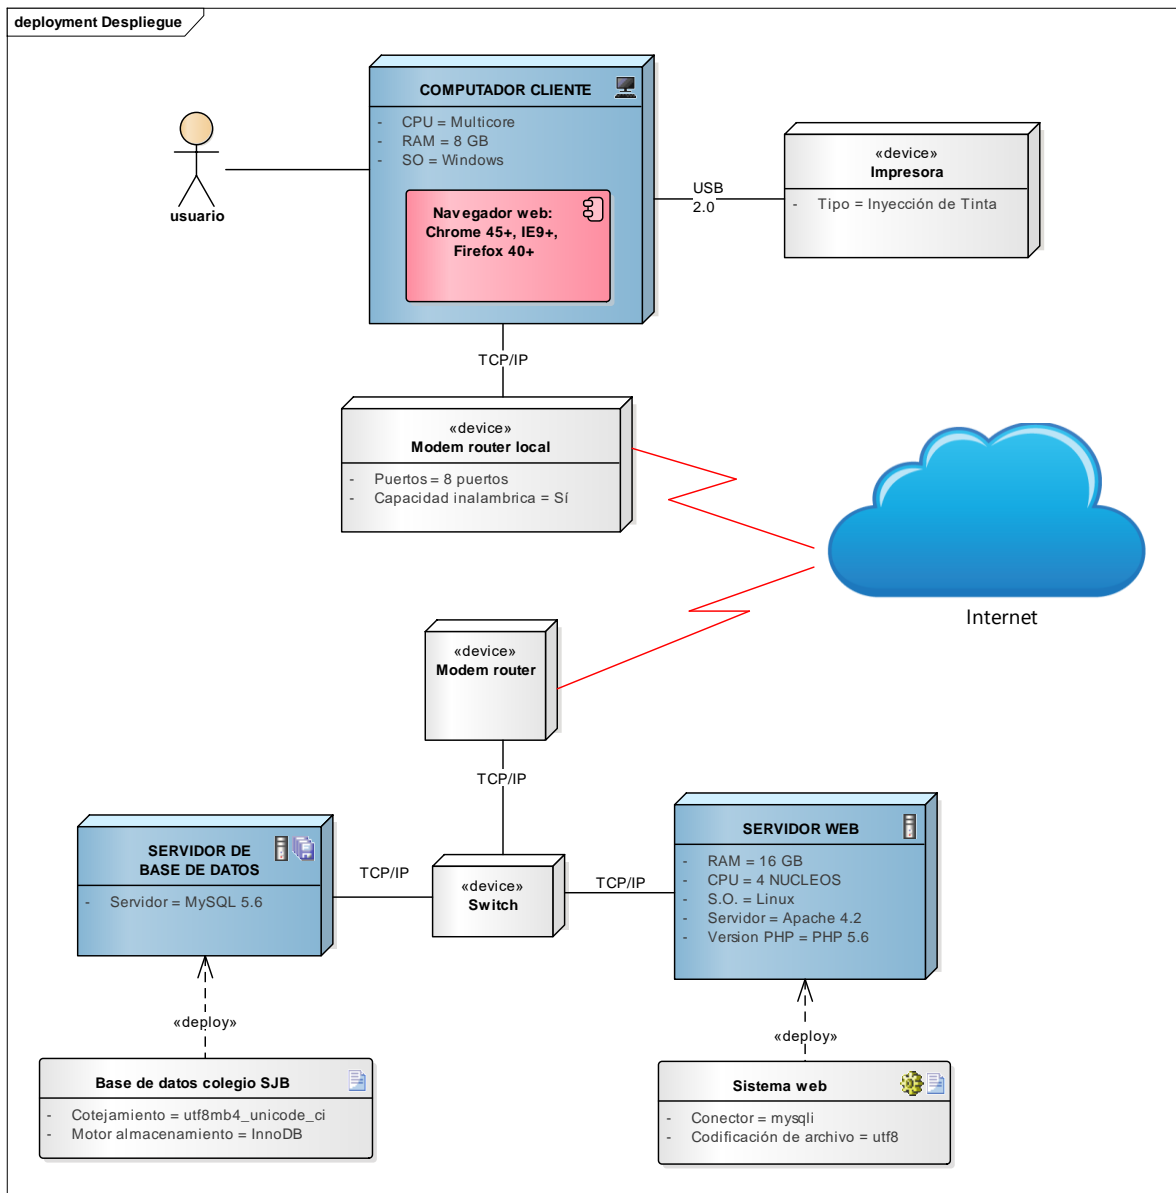 deployment Despliegue
COMPUTADOR CLIENTE
- CPU = Multicore
- RAM = 8 GB
- SO = Windows
Navegador web:
Chrome 45+, IE9+,
Firefox 40+
usuario
USB
2.0
«device»
Impresora
- Tipo = Inyección de Tinta
TCP/IP
«device»
Modem router local
- Puertos = 8 puertos
- Capacidad inalambrica = Sí
Internet
«device»
Modem router
TCP/IP
SERVIDOR DE
BASE DE DATOS
- Servidor = MySQL 5.6
TCP/IP
«device»
Switch
TCP/IP
SERVIDOR WEB
- RAM = 16 GB
- CPU = 4 NUCLEOS
- S.O. = Linux
- Servidor = Apache 4.2
- Version PHP = PHP 5.6
«deploy»
«deploy»
Base de datos colegio SJB
- Cotejamiento = utf8mb4_unicode_ci
- Motor almacenamiento = InnoDB
Sistema web
- Conector = mysqli
- Codificación de archivo = utf8